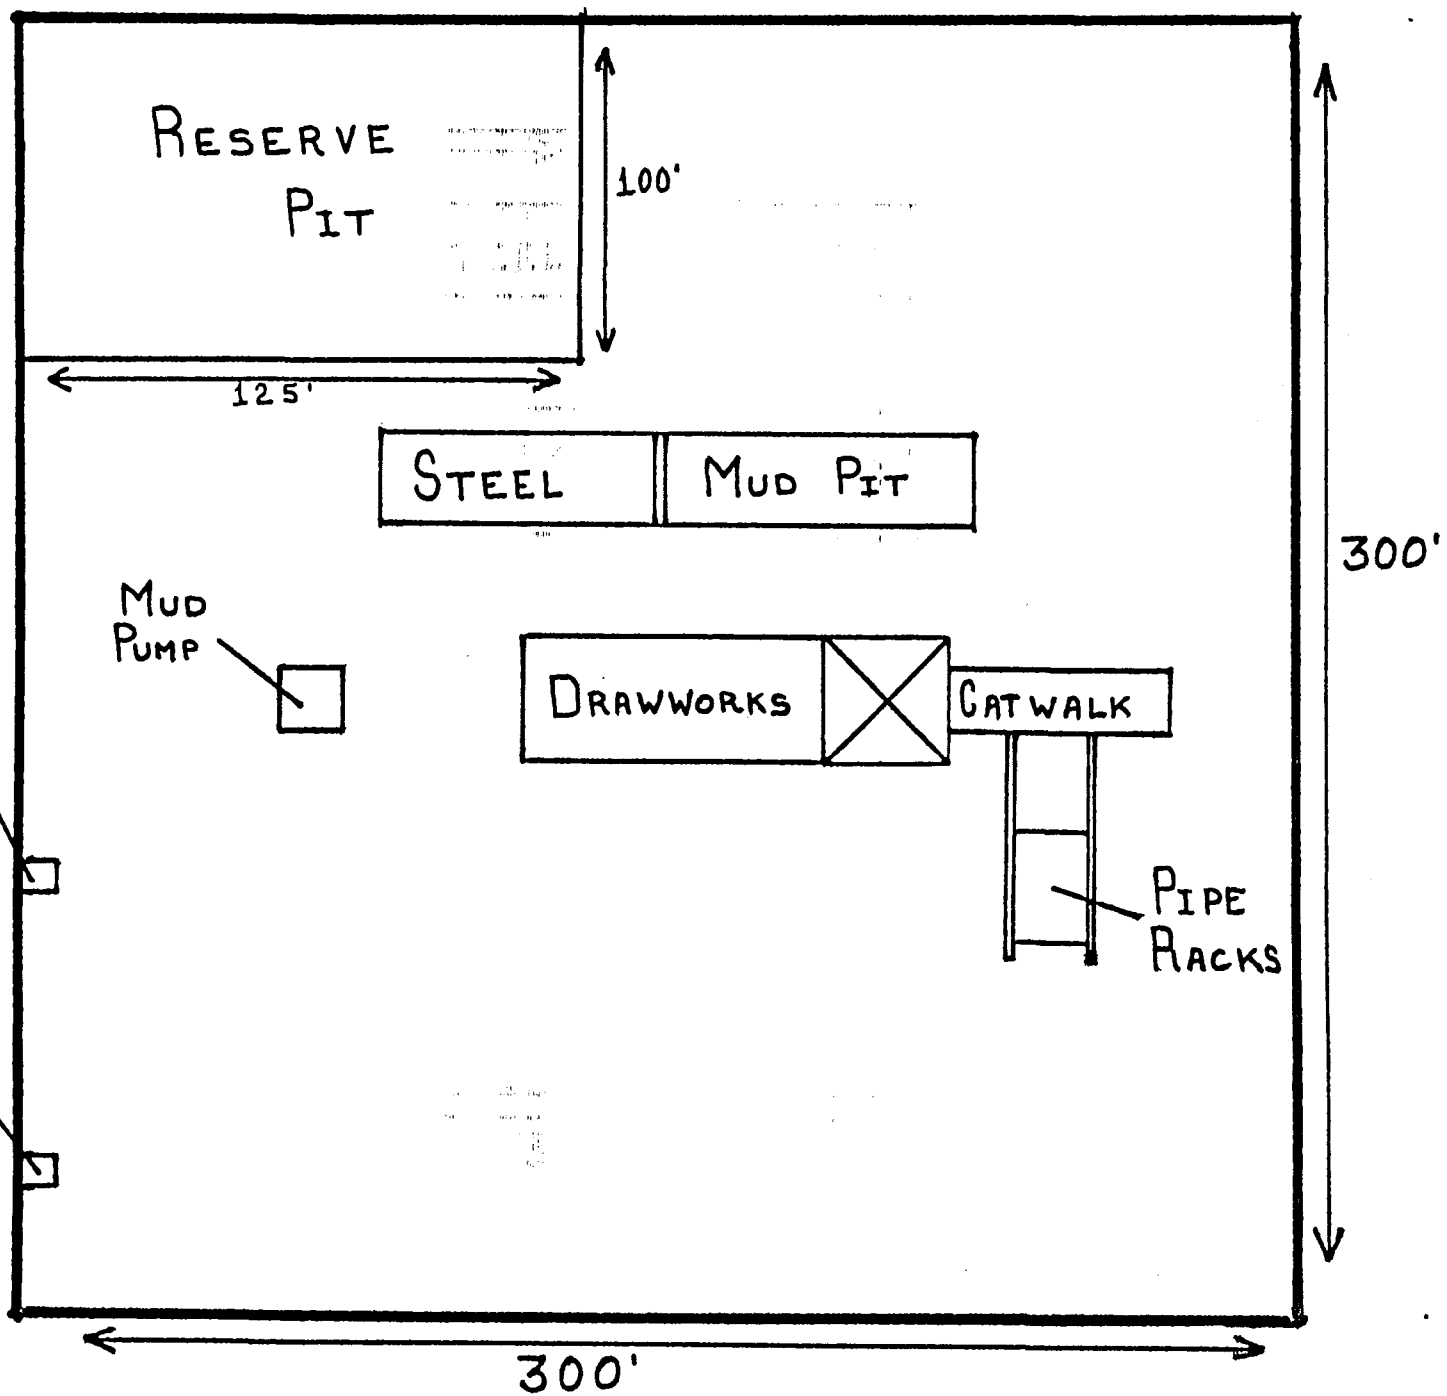 RESERVE
PIT
100'
125'
STEEL
MUD PIT
300'
MUD
PUMP
DRAWWORKS
CATWALK
PIPE
RACKS
300'